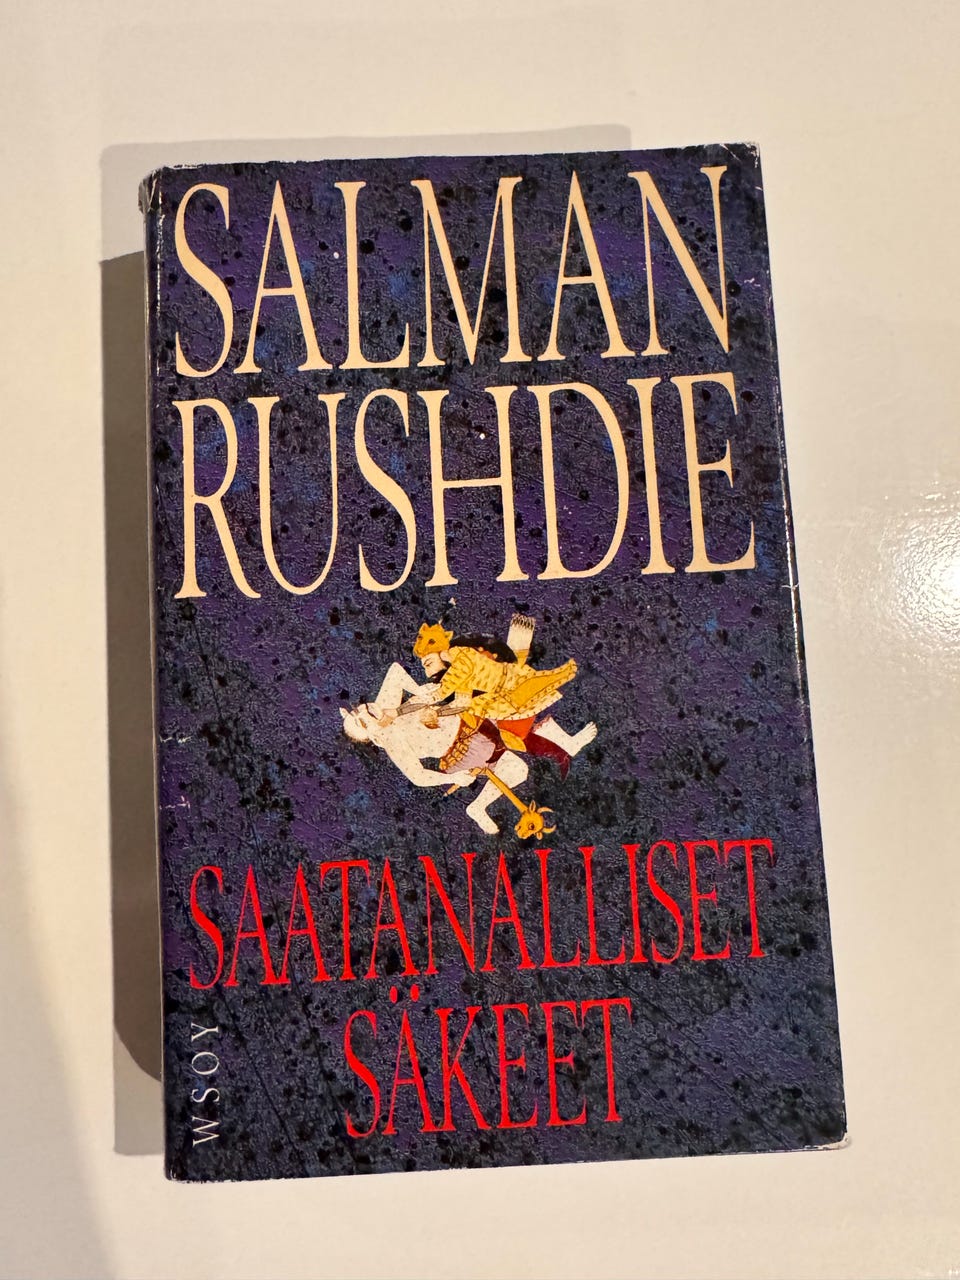 SALMAN
RUSHDIE
SAATANALLISET
SÄKEET
WSOY